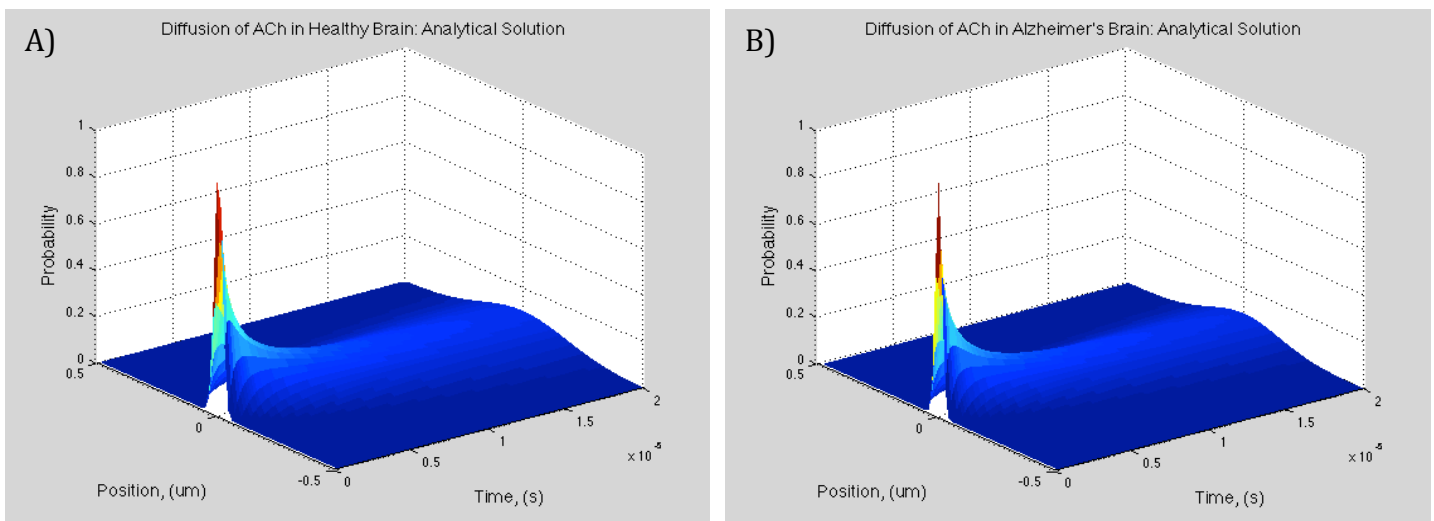 A)
Diffusion of ACh in Healthy Brain: Analytical Solution
1
0.8
0.6
0.4
0.2
0
Probability
0.5
0
-0.5
Position, (um)
0
0.5
1
1.5
2
x 10⁻⁵
Time, (s)
B)
Diffusion of ACh in Alzheimer's Brain: Analytical Solution
1
0.8
0.6
0.4
0.2
0
Probability
0.5
0
-0.5
Position, (um)
0
0.5
1
1.5
2
x 10⁻⁵
Time, (s)